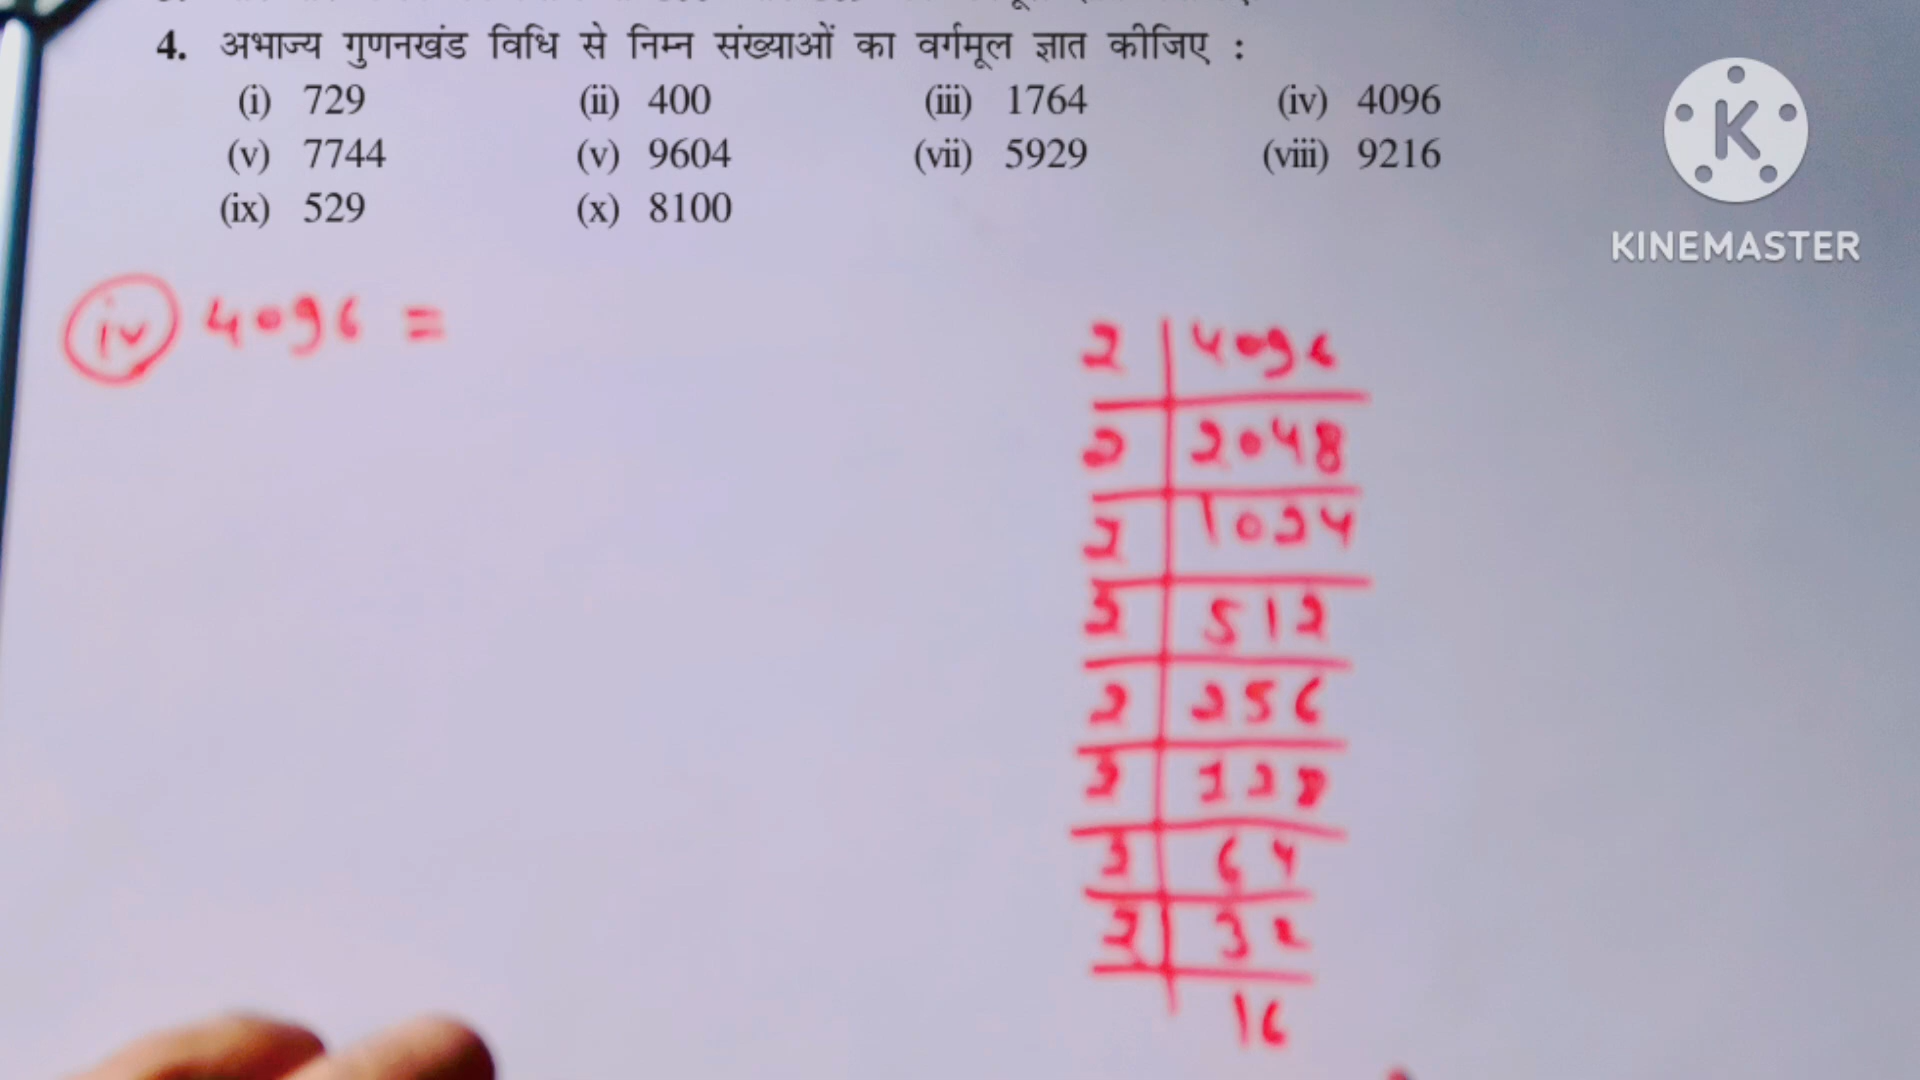 4. अभाज्य गुणनखंड विधि से निम्न संख्याओं का वर्गमूल ज्ञात कीजिए :
(i) 729 (ii) 400 (iii) 1764 (iv) 4096
(v) 7744 (v) 9604 (vii) 5929 (viii) 9216
(ix) 529 (x) 8100
KINEMASTER
(iv) 4096 =
2 | 4096
2 | 2048
2 | 1024
2 | 512
2 | 256
2 | 128
2 | 64
2 | 32
16